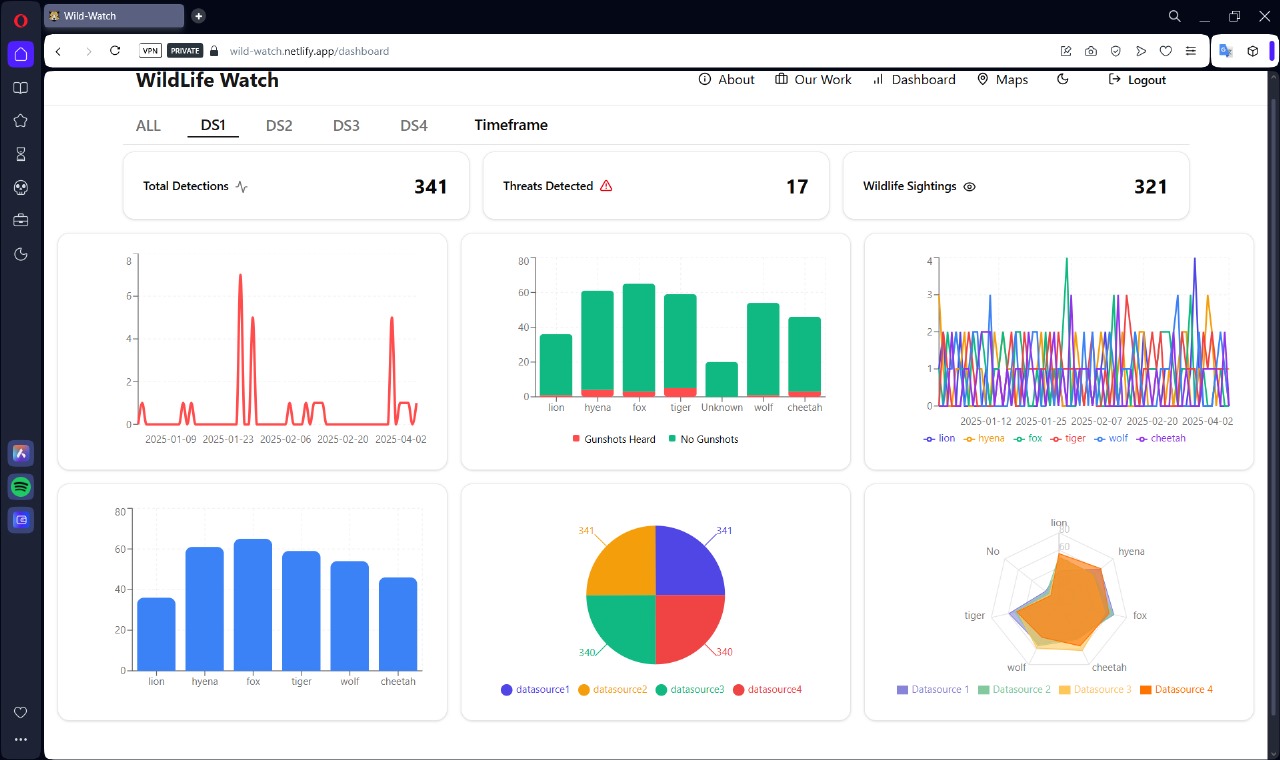 Wild-Watch
VPN PRIVATE wild-watch.netlify.app/dashboard
WildLife Watch About Our Work Dashboard Maps Logout
ALL DS1 DS2 DS3 DS4 Timeframe
Total Detections 341
Threats Detected 17
Wildlife Sightings 321
8
6
4
2
0
2025-01-09 2025-01-23 2025-02-06 2025-02-20 2025-04-02
80
60
40
20
0
lion hyena fox tiger Unknown wolf cheetah
Gunshots Heard No Gunshots
4
3
2
1
0
2025-01-12 2025-01-25 2025-02-07 2025-02-20 2025-04-02
lion hyena fox tiger wolf cheetah
80
60
40
20
0
lion hyena fox tiger wolf cheetah
341 341
340 340
datasource1 datasource2 datasource3 datasource4
lion
80
60
No hyena
tiger fox
wolf cheetah
Datasource 1 Datasource 2 Datasource 3 Datasource 4